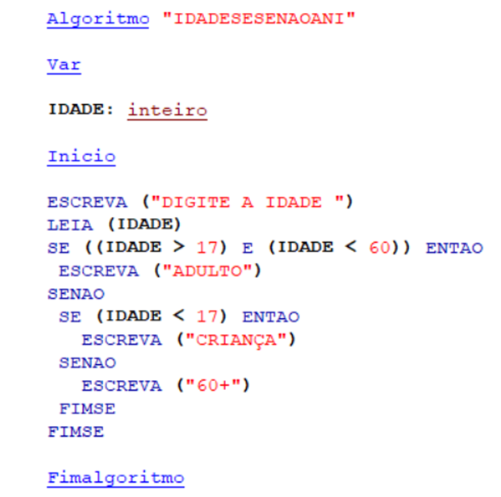 Algoritmo "IDADESESENAOANI"
Var
IDADE: inteiro
Inicio
ESCREVA ("DIGITE A IDADE ")
LEIA (IDADE)
SE ((IDADE > 17) E (IDADE < 60)) ENTAO
ESCREVA ("ADULTO")
SENAO
SE (IDADE < 17) ENTAO
ESCREVA ("CRIANÇA")
SENAO
ESCREVA ("60+")
FIMSE
FIMSE
Fimalgoritmo